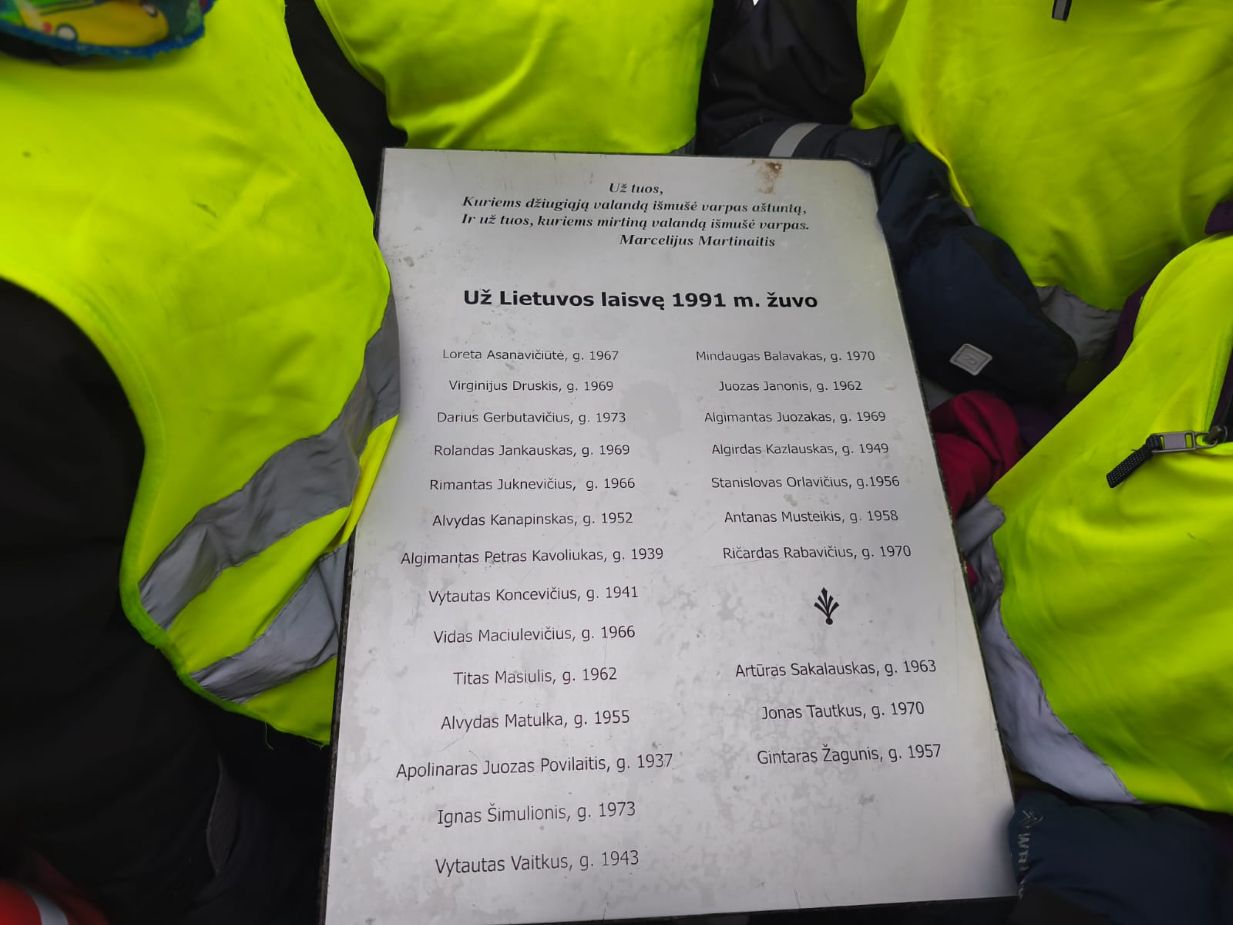 Už tuos,
Kuriems džiugiąją valandą išmušė varpas aštuntą,
Ir už tuos, kuriems mirtiną valandą išmušė varpas.
Marcelijus Martinaitis
Už Lietuvos laisvę 1991 m. žuvo
Loreta Asanavičiūtė, g. 1967
Virginijus Druskis, g. 1969
Darius Gerbutavičius, g. 1973
Rolandas Jankauskas, g. 1969
Rimantas Juknevičius, g. 1966
Alvydas Kanapinskas, g. 1952
Algimantas Petras Kavoliukas, g. 1939
Vytautas Koncevičius, g. 1941
Vidas Maciulevičius, g. 1966
Titas Masiulis, g. 1962
Alvydas Matulka, g. 1955
Apolinaras Juozas Povilaitis, g. 1937
Ignas Šimulionis, g. 1973
Vytautas Vaitkus, g. 1943
Mindaugas Balavakas, g. 1970
Juozas Janonis, g. 1962
Algimantas Juozakas, g. 1969
Algirdas Kazlauskas, g. 1949
Stanislovas Orlavičius, g.1956
Antanas Musteikis, g. 1958
Ričardas Rabavičius, g. 1970
Artūras Sakalauskas, g. 1963
Jonas Tautkus, g. 1970
Gintaras Žagunis, g. 1957